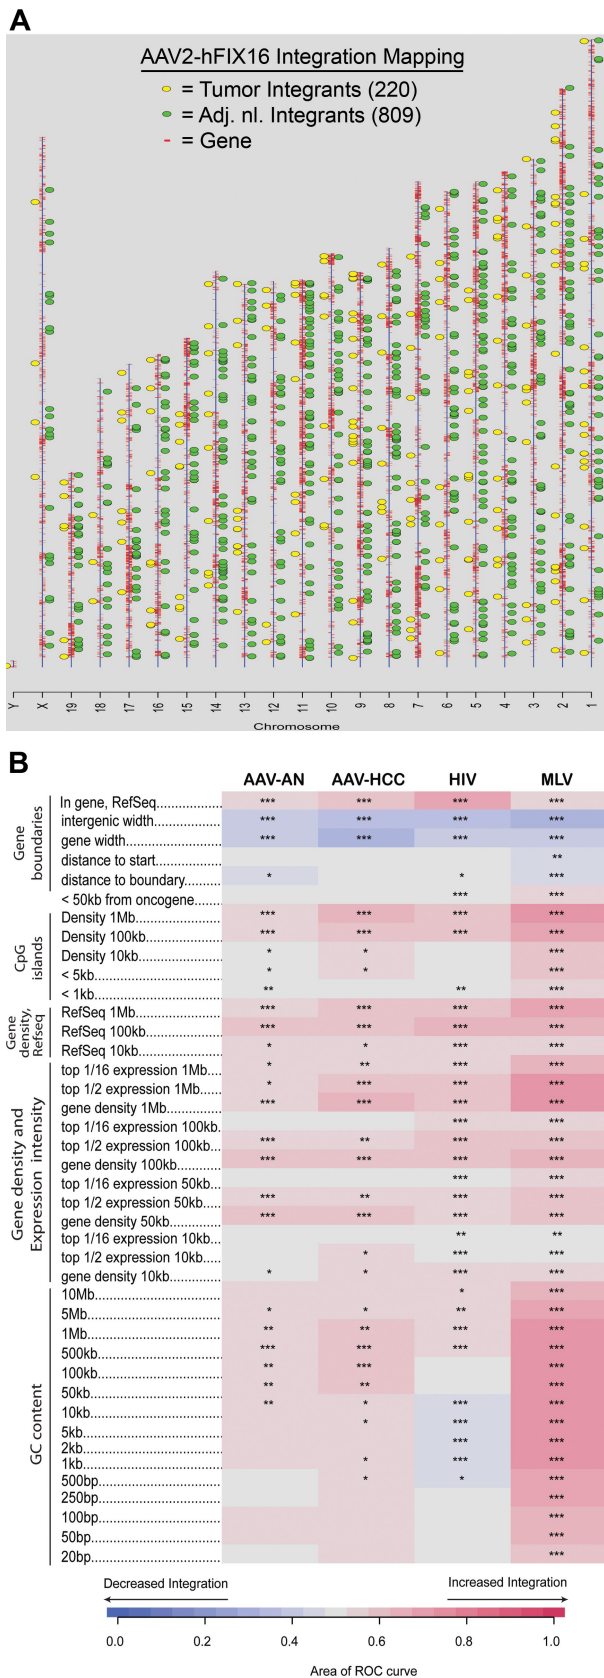 A
AAV2-hFIX16 Integration Mapping
= Tumor Integrants (220)
= Adj. nl. Integrants (809)
= Gene
Y X 19 18 17 16 15 14 13 12 11 10 9 8 7 6 5 4 3 2 1
Chromosome
B
AAV-AN AAV-HCC HIV MLV
Gene boundaries
In gene, RefSeq................ *** *** *** ***
intergenic width................ *** *** *** ***
gene width................ *** *** *** ***
distance to start................ **
distance to boundary................ * * ***
< 50kb from oncogene................ *** ***
CpG islands
Density 1Mb................ *** *** *** ***
Density 100kb................ *** *** *** ***
Density 10kb................ * * ***
< 5kb................ * * ***
< 1kb................ ** ** ***
Gene density, Refseq
RefSeq 1Mb................ *** *** *** ***
RefSeq 100kb................ *** *** *** ***
RefSeq 10kb................ * * *** ***
Gene density and Expression intensity
top 1/16 expression 1Mb................ * ** *** ***
top 1/2 expression 1Mb................ * *** *** ***
gene density 1Mb................ *** *** *** ***
top 1/16 expression 100kb................ *** ***
top 1/2 expression 100kb................ *** ** *** ***
gene density 100kb................ *** *** *** ***
top 1/16 expression 50kb................ *** ***
top 1/2 expression 50kb................ *** ** *** ***
gene density 50kb................ *** *** *** ***
top 1/16 expression 10kb................ ** **
top 1/2 expression 10kb................ * *** ***
gene density 10kb................ * * *** ***
GC content
10Mb................ * ***
5Mb................ * * ** ***
1Mb................ ** ** *** ***
500kb................ *** *** *** ***
100kb................ ** *** ***
50kb................ ** ** ***
10kb................ ** * *** ***
5kb................ * *** ***
2kb................ *** ***
1kb................ * *** ***
500bp................ * * ***
250bp................ ***
100bp................ ***
50bp................ ***
20bp................ ***
Decreased Integration Increased Integration
0.0 0.2 0.4 0.6 0.8 1.0
Area of ROC curve